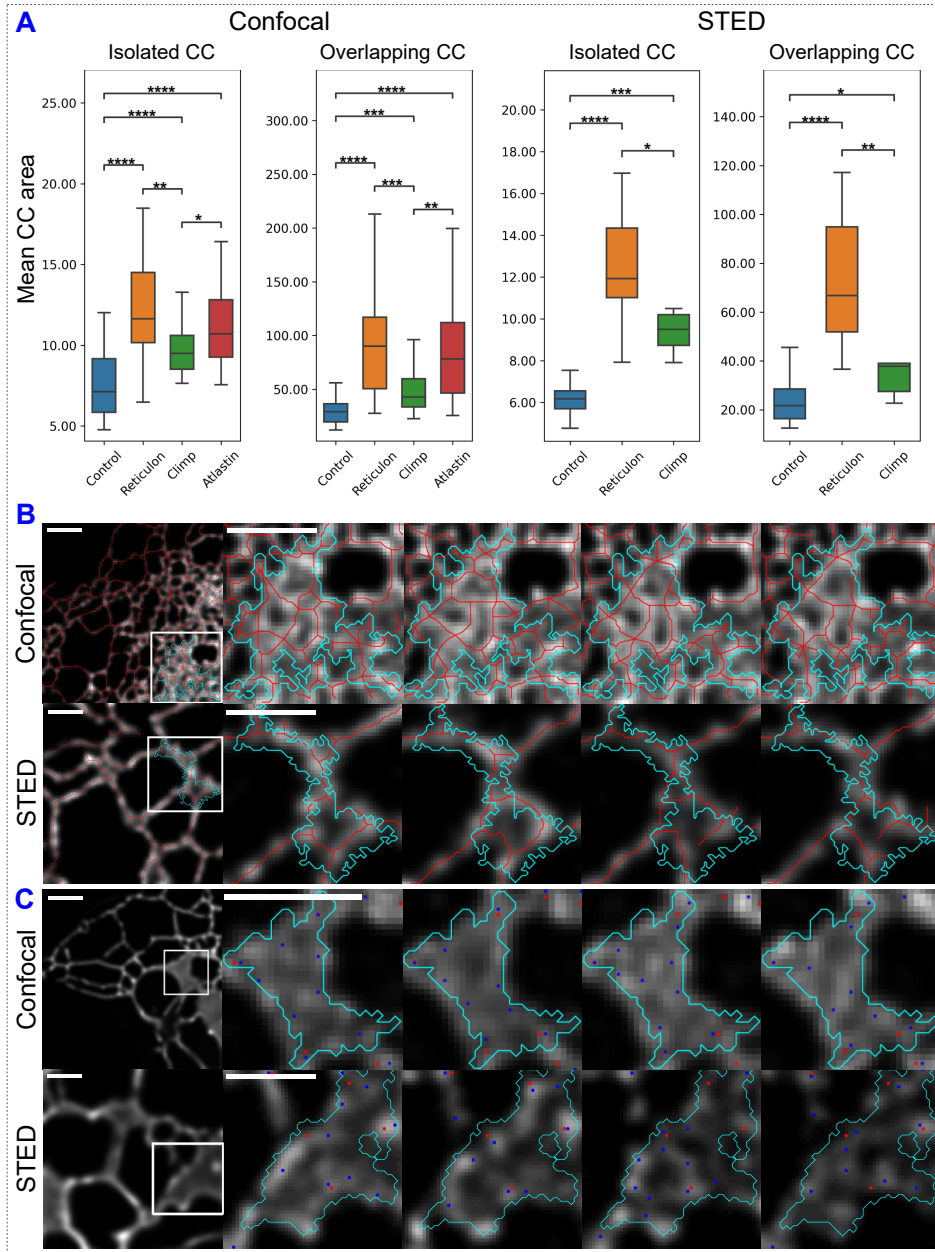 A
Confocal
STED
Isolated CC
Overlapping CC
Isolated CC
Overlapping CC
Mean CC area
25.00
20.00
15.00
10.00
5.00
****
****
****
**
*
Control
Reticulon
Climp
Atlastin
300.00
250.00
200.00
150.00
100.00
50.00
****
***
****
***
**
Control
Reticulon
Climp
Atlastin
20.00
18.00
16.00
14.00
12.00
10.00
8.00
6.00
***
****
*
Control
Reticulon
Climp
140.00
120.00
100.00
80.00
60.00
40.00
20.00
*
****
**
Control
Reticulon
Climp
B
Confocal
STED
C
Confocal
STED